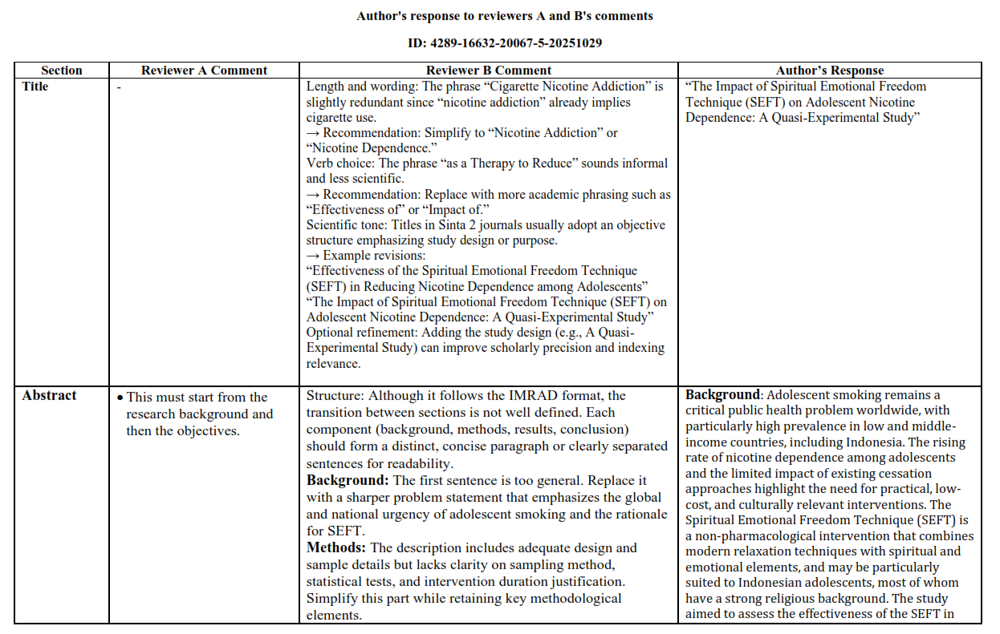 Author's response to reviewers A and B's comments
ID: 4289-16632-20067-5-20251029
Section
Reviewer A Comment
Reviewer B Comment
Author’s Response
Title
-
Length and wording: The phrase “Cigarette Nicotine Addiction” is
slightly redundant since “nicotine addiction” already implies
cigarette use.
→ Recommendation: Simplify to “Nicotine Addiction” or
“Nicotine Dependence.”
Verb choice: The phrase “as a Therapy to Reduce” sounds informal
and less scientific.
→ Recommendation: Replace with more academic phrasing such as
“Effectiveness of” or “Impact of.”
Scientific tone: Titles in Sinta 2 journals usually adopt an objective
structure emphasizing study design or purpose.
→ Example revisions:
“Effectiveness of the Spiritual Emotional Freedom Technique
(SEFT) in Reducing Nicotine Dependence among Adolescents”
“The Impact of Spiritual Emotional Freedom Technique (SEFT) on
Adolescent Nicotine Dependence: A Quasi-Experimental Study”
Optional refinement: Adding the study design (e.g., A Quasi-
Experimental Study) can improve scholarly precision and indexing
relevance.
“The Impact of Spiritual Emotional Freedom
Technique (SEFT) on Adolescent Nicotine
Dependence: A Quasi-Experimental Study”
Abstract
• This must start from the
research background and
then the objectives.
Structure: Although it follows the IMRAD format, the
transition between sections is not well defined. Each
component (background, methods, results, conclusion)
should form a distinct, concise paragraph or clearly separated
sentences for readability.
Background: The first sentence is too general. Replace it
with a sharper problem statement that emphasizes the global
and national urgency of adolescent smoking and the rationale
for SEFT.
Methods: The description includes adequate design and
sample details but lacks clarity on sampling method,
statistical tests, and intervention duration justification.
Simplify this part while retaining key methodological
elements.
Background: Adolescent smoking remains a
critical public health problem worldwide, with
particularly high prevalence in low and middle-
income countries, including Indonesia. The rising
rate of nicotine dependence among adolescents
and the limited impact of existing cessation
approaches highlight the need for practical, low-
cost, and culturally relevant interventions. The
Spiritual Emotional Freedom Technique (SEFT) is
a non-pharmacological intervention that combines
modern relaxation techniques with spiritual and
emotional elements, and may be particularly
suited to Indonesian adolescents, most of whom
have a strong religious background. The study
aimed to assess the effectiveness of the SEFT in